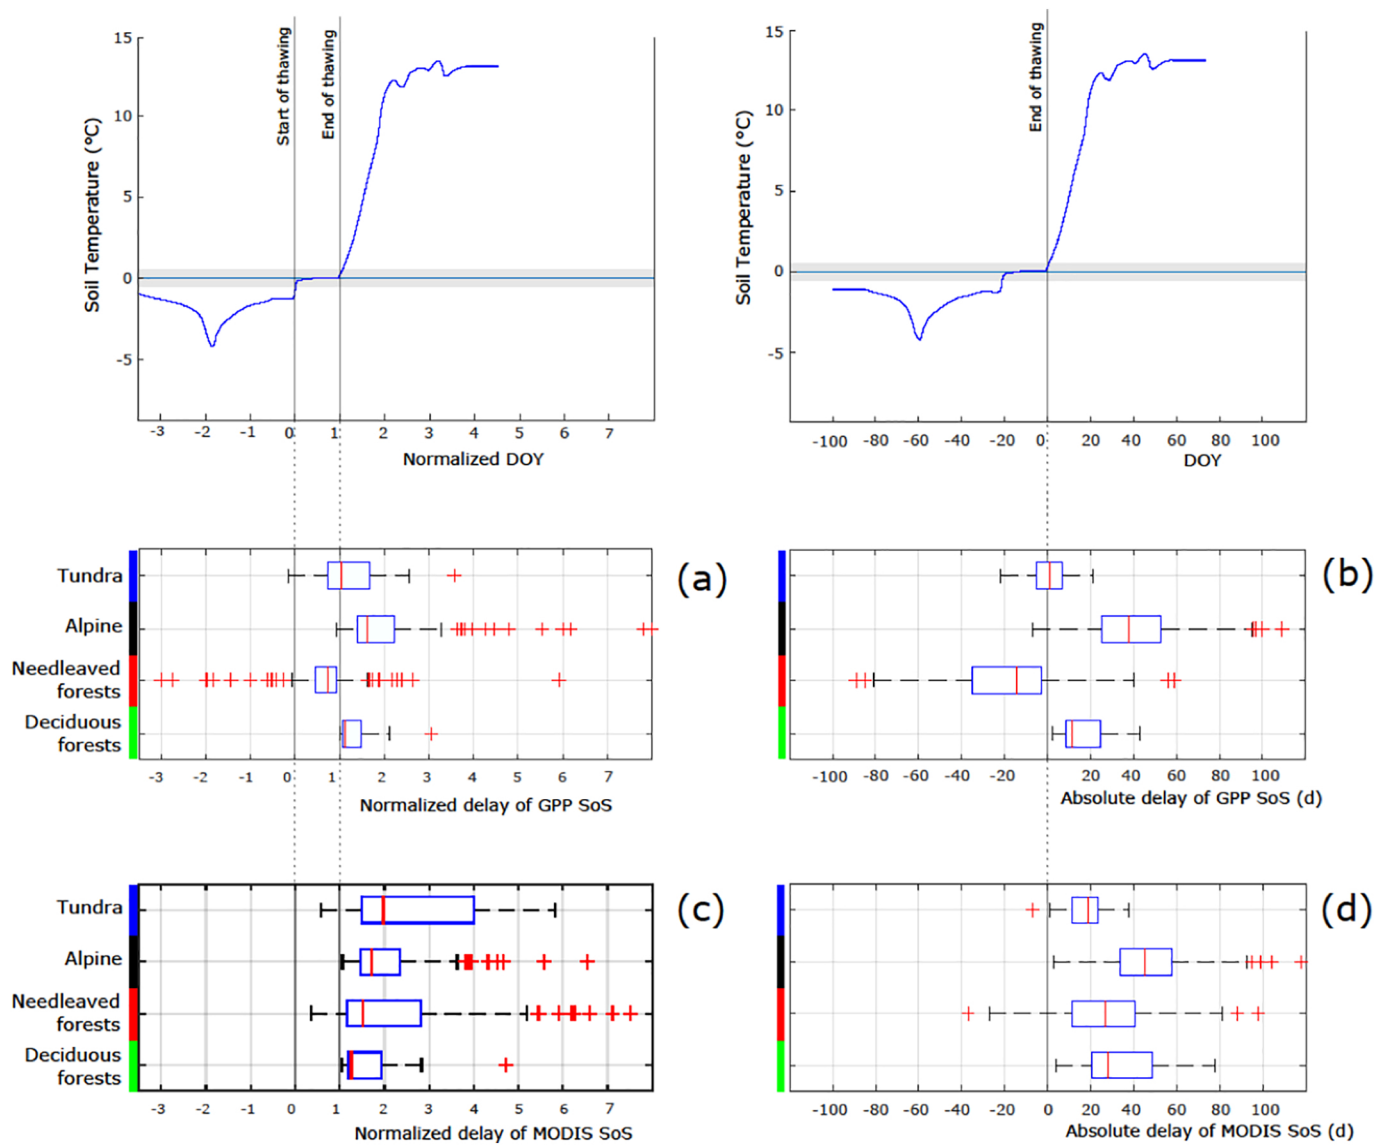 15
10
5
0
-5
Soil Temperature (°C)
Start of thawing
End of thawing
-3 -2 -1 0 1 2 3 4 5 6 7
Normalized DOY
15
10
5
0
-5
Soil Temperature (°C)
End of thawing
-100 -80 -60 -40 -20 0 20 40 60 80 100
DOY
Tundra
Alpine
Needleaved
forests
Deciduous
forests
(a)
-3 -2 -1 0 1 2 3 4 5 6 7
Normalized delay of GPP SoS
(b)
-100 -80 -60 -40 -20 0 20 40 60 80 100
Absolute delay of GPP SoS (d)
Tundra
Alpine
Needleaved
forests
Deciduous
forests
(c)
-3 -2 -1 0 1 2 3 4 5 6 7
Normalized delay of MODIS SoS
(d)
-100 -80 -60 -40 -20 0 20 40 60 80 100
Absolute delay of MODIS SoS (d)